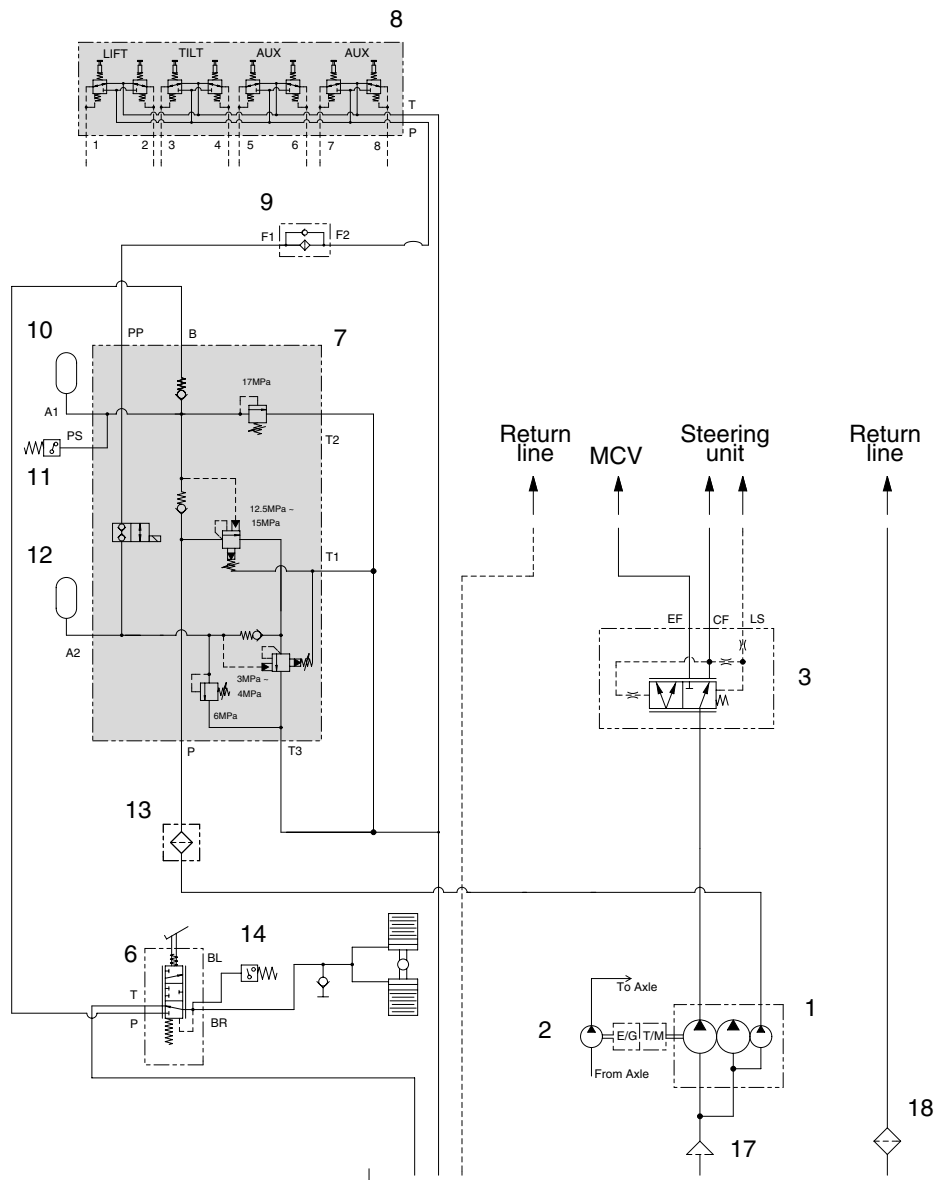 8
LIFT TILT AUX AUX
T
P
1 2 3 4 5 6 7 8
9
F1 F2
10 PP B 7
17MPa
A1
PS
T2
11
12.5MPa ~
15MPa
12
T1
A2
3MPa ~
4MPa
6MPa
P T3
Return
line
MCV
Steering
unit
Return
line
EF CF LS
3
13
6 14
BL
T
P
BR
To Axle
1
2
E/G T/M
From Axle
17
18